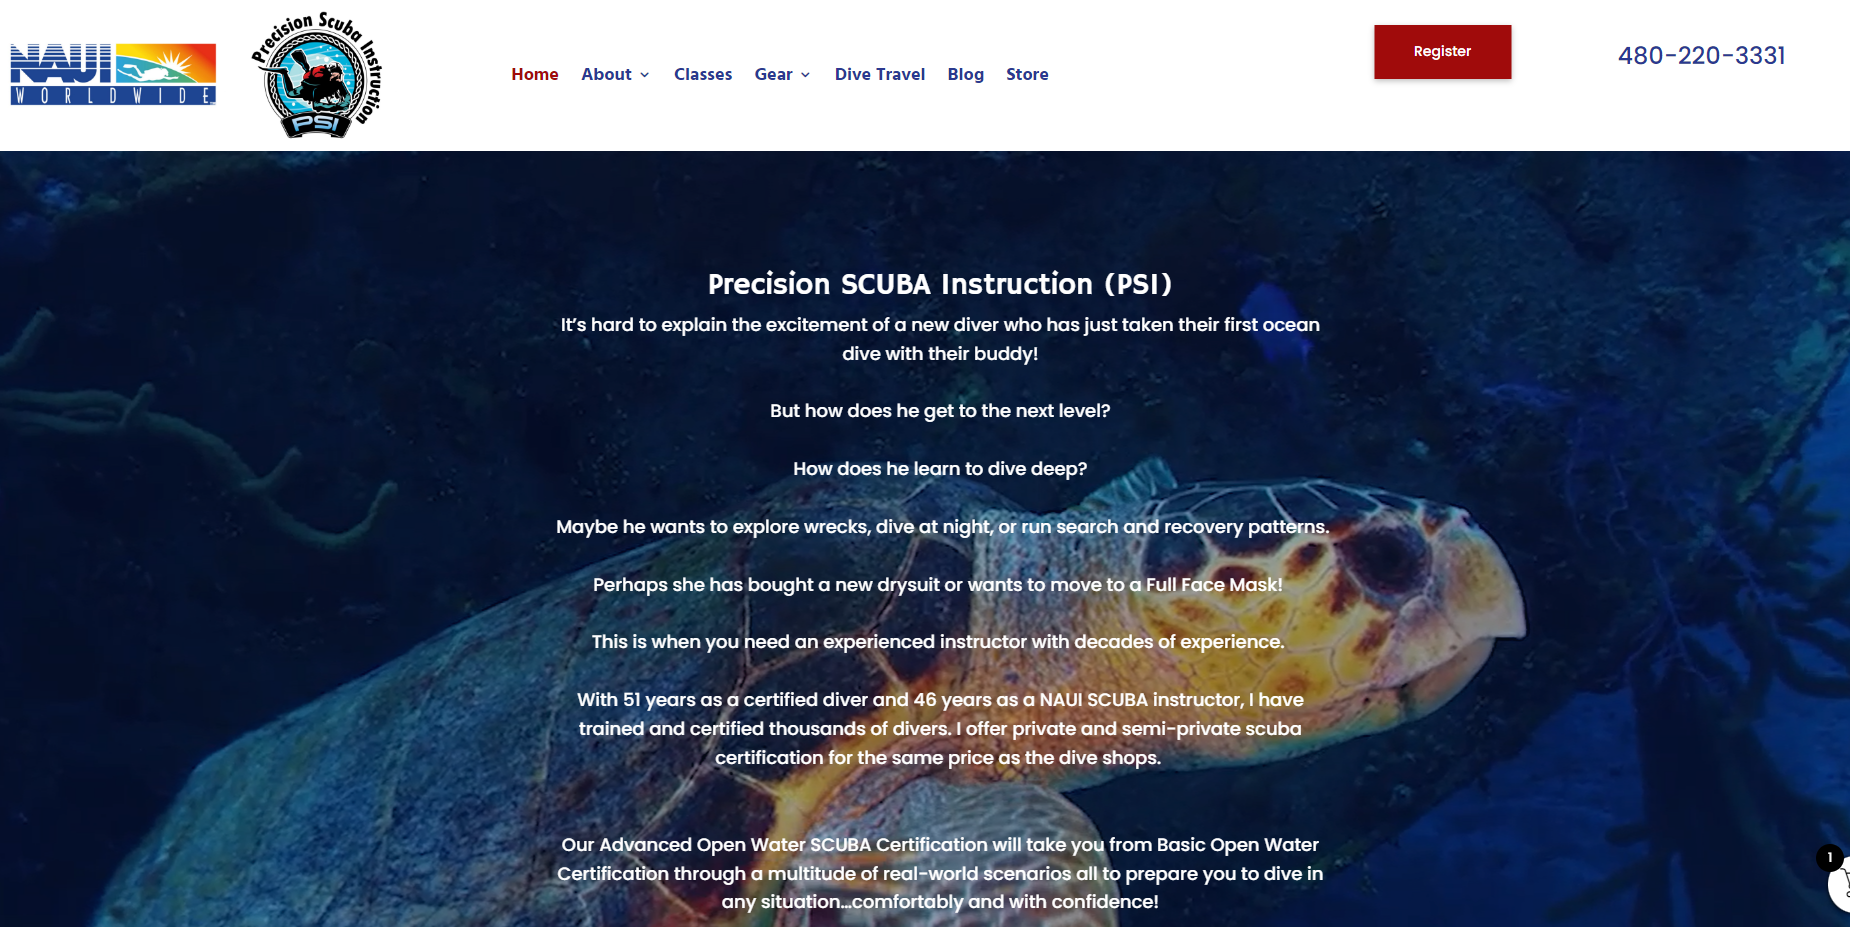 NAUI
WORLDWIDE
Precision Scuba Instruction
PSI
Home About Classes Gear Dive Travel Blog Store
Register
480-220-3331
Precision SCUBA Instruction (PSI)
It's hard to explain the excitement of a new diver who has just taken their first ocean
dive with their buddy!
But how does he get to the next level?
How does he learn to dive deep?
Maybe he wants to explore wrecks, dive at night, or run search and recovery patterns.
Perhaps she has bought a new drysuit or wants to move to a Full Face Mask!
This is when you need an experienced instructor with decades of experience.
With 51 years as a certified diver and 46 years as a NAUI SCUBA instructor, I have
trained and certified thousands of divers. I offer private and semi-private scuba
certification for the same price as the dive shops.
Our Advanced Open Water SCUBA Certification will take you from Basic Open Water
Certification through a multitude of real-world scenarios all to prepare you to dive in
any situation...comfortably and with confidence!
1